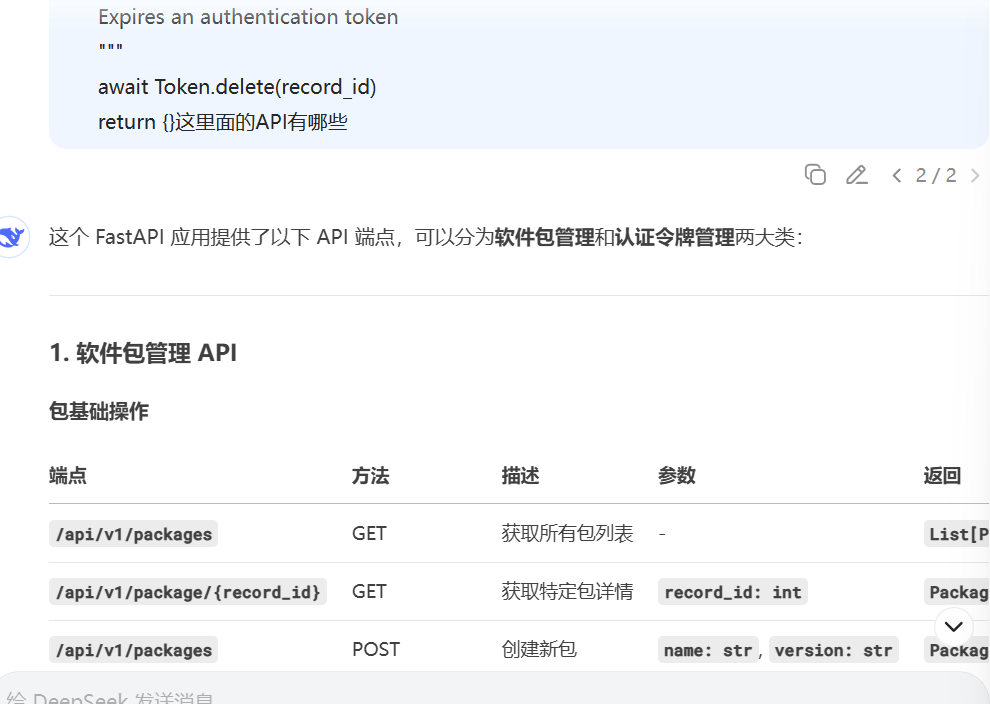 Expires an authentication token
"""
await Token.delete(record_id)
return {}这里面的API有哪些
2 / 2
这个 FastAPI 应用提供了以下 API 端点，可以分为软件包管理和认证令牌管理两大类：
1. 软件包管理 API
包基础操作
端点 方法 描述 参数 返回
/api/v1/packages GET 获取所有包列表 - List[P
/api/v1/package/{record_id} GET 获取特定包详情 record_id: int Packag
/api/v1/packages POST 创建新包 name: str, version: str Packag
给 DeepSeek 发送消息